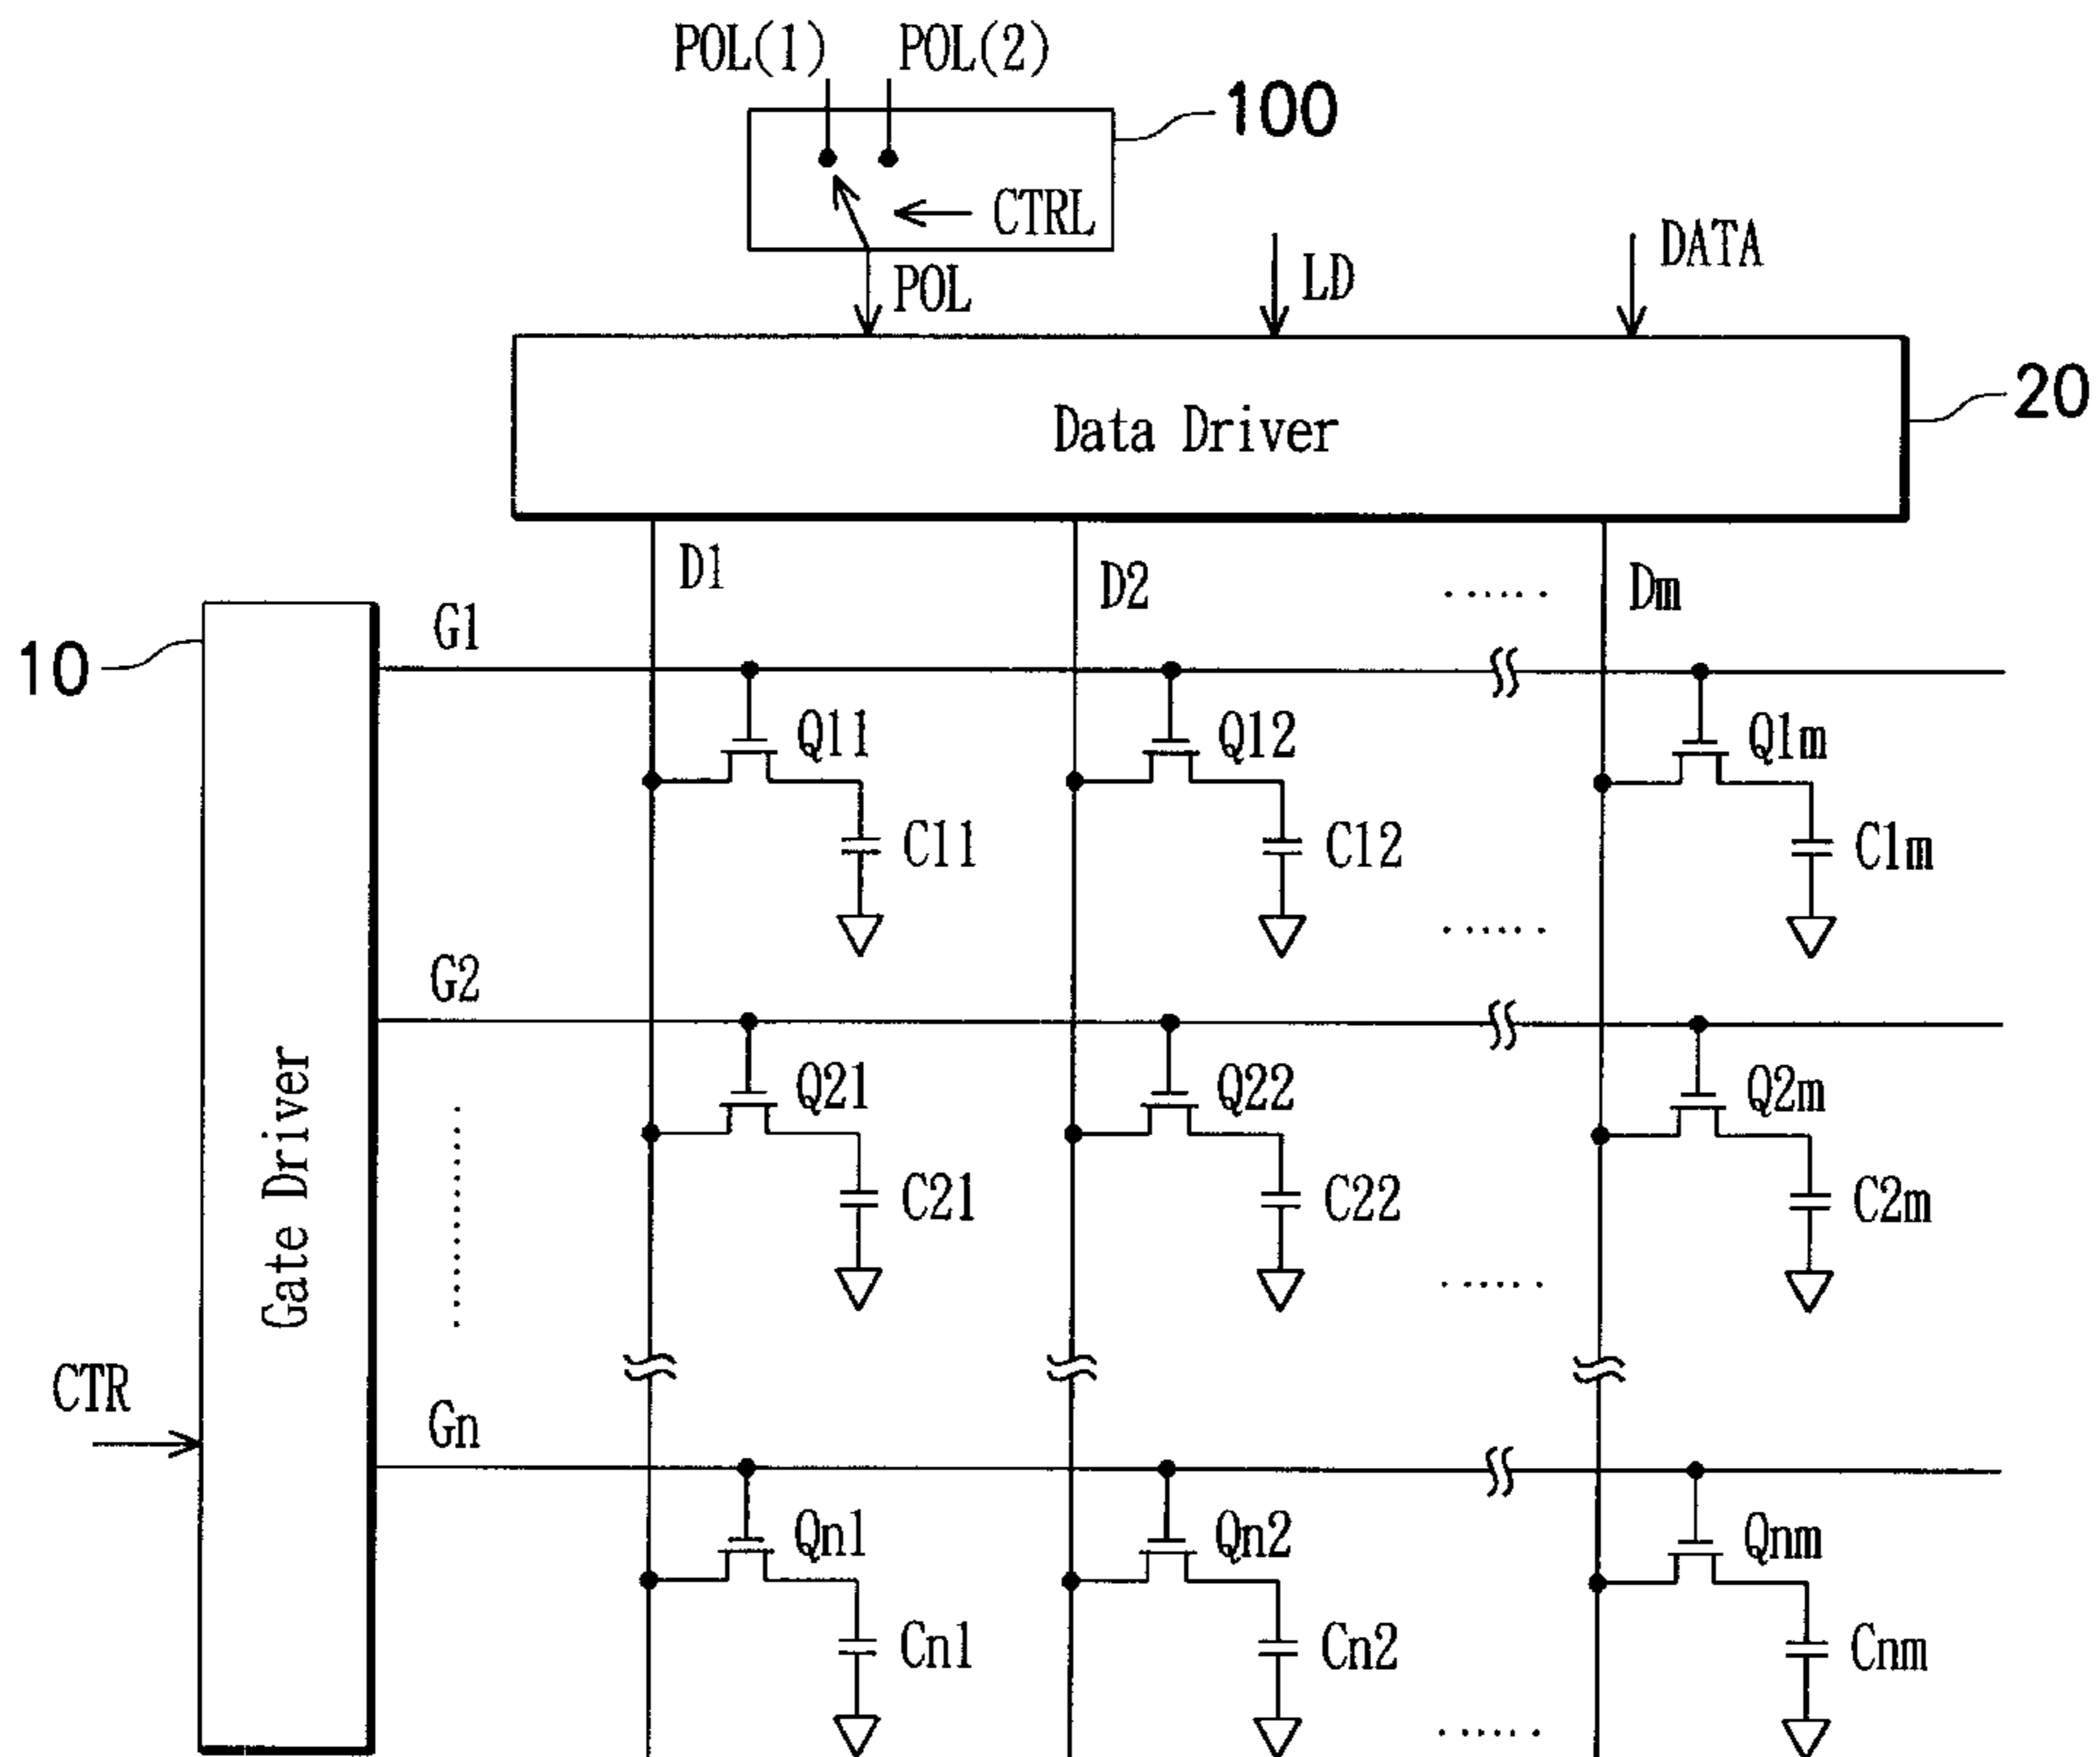 POL(1) POL(2)
100
CTRL
POL
LD
DATA
Data Driver
20
D1
D2
......
Dm
10
G1
Q11
Q12
Q1m
C11
C12
C1m
......
G2
Q21
Q22
Q2m
Gate Driver
C21
C22
C2m
......
CTR
Gn
Qn1
Qn2
Qnm
Cn1
Cn2
Cnm
......